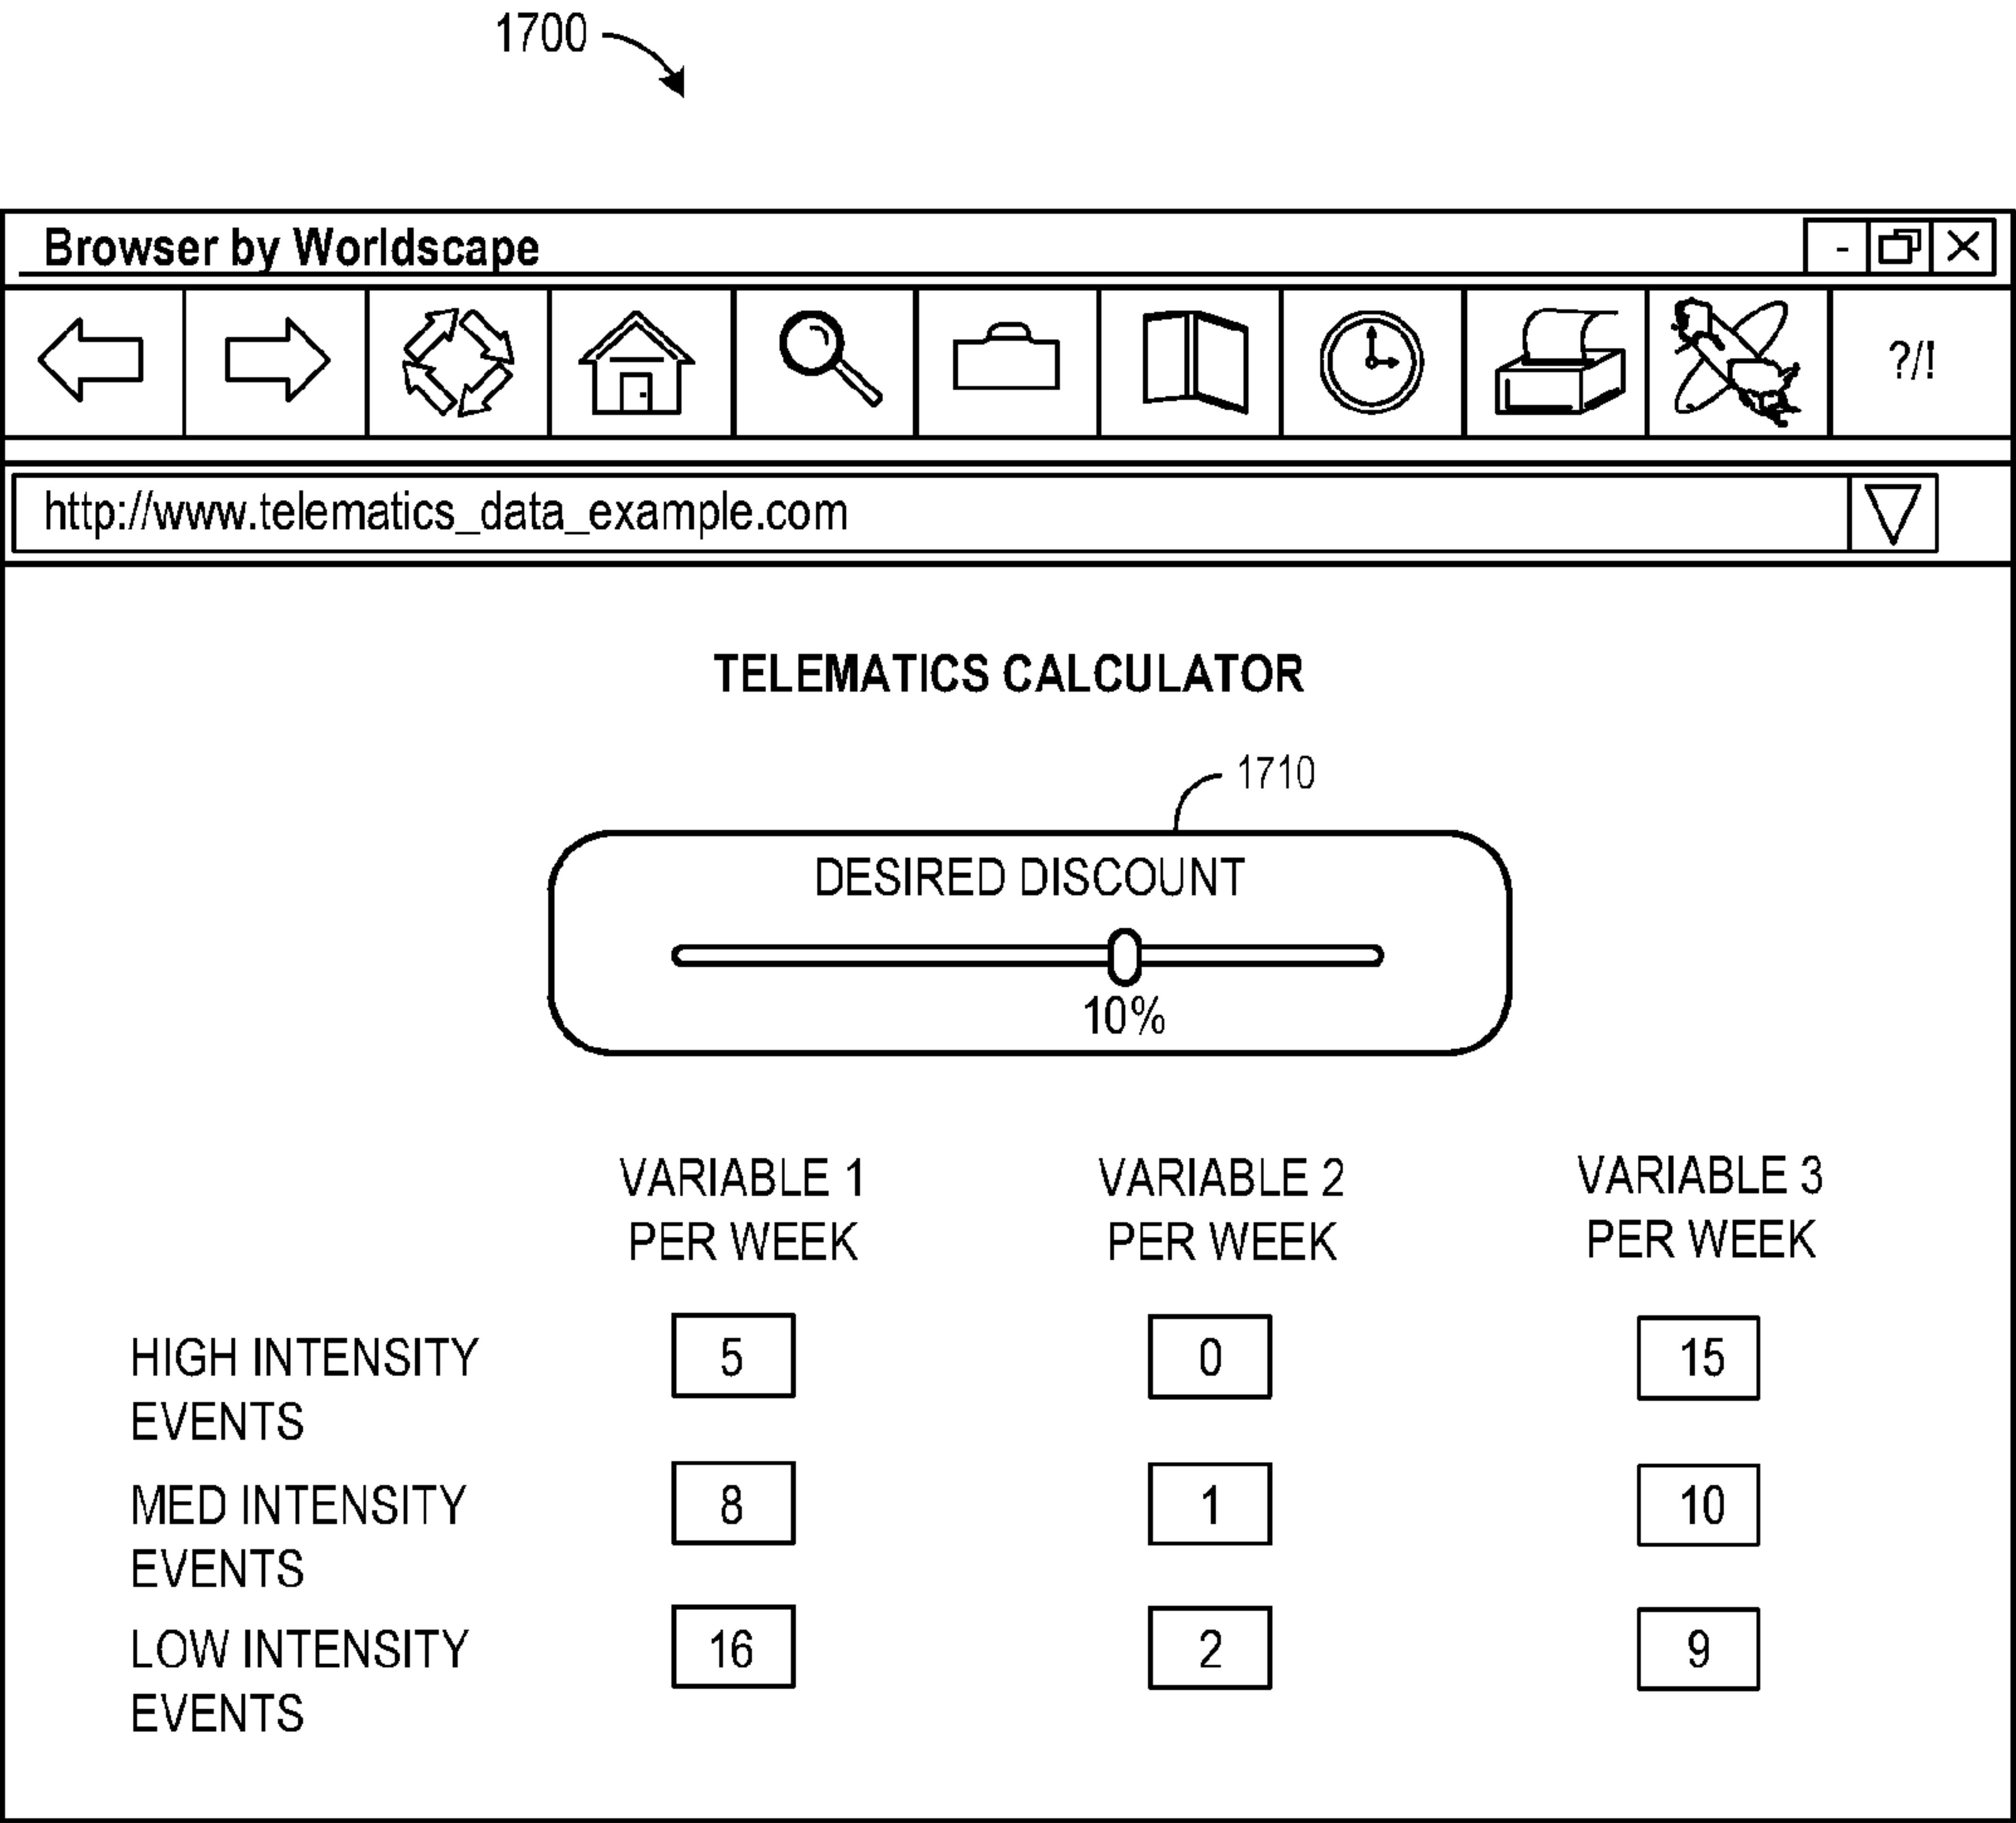 1700
Browser by Worldscape
-
?/!
http://www.telematics_data_example.com
TELEMATICS CALCULATOR
1710
DESIRED DISCOUNT
10%
VARIABLE 1 VARIABLE 2 VARIABLE 3
PER WEEK PER WEEK PER WEEK
HIGH INTENSITY 5 0 15
EVENTS
MED INTENSITY 8 1 10
EVENTS
LOW INTENSITY 16 2 9
EVENTS